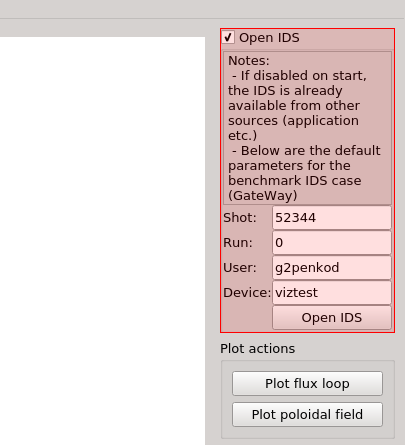 Open IDS
Notes:
- If disabled on start,
the IDS is already
available from other
sources (application
etc.)
- Below are the default
parameters for the
benchmark IDS case
(GateWay)
Shot: 52344
Run: 0
User: g2penkod
Device: viztest
Open IDS
Plot actions
Plot flux loop
Plot poloidal field